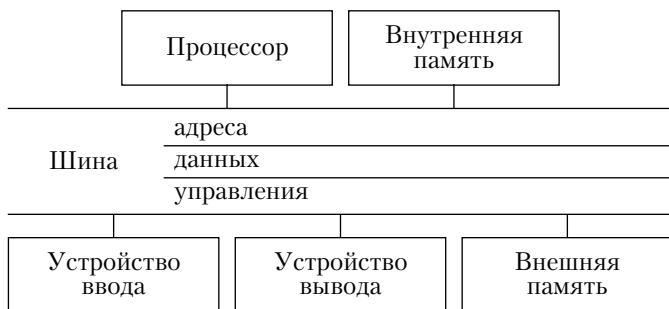 Процессор
Внутренняя
память
Шина
адреса
данных
управления
Устройство
ввода
Устройство
вывода
Внешняя
память